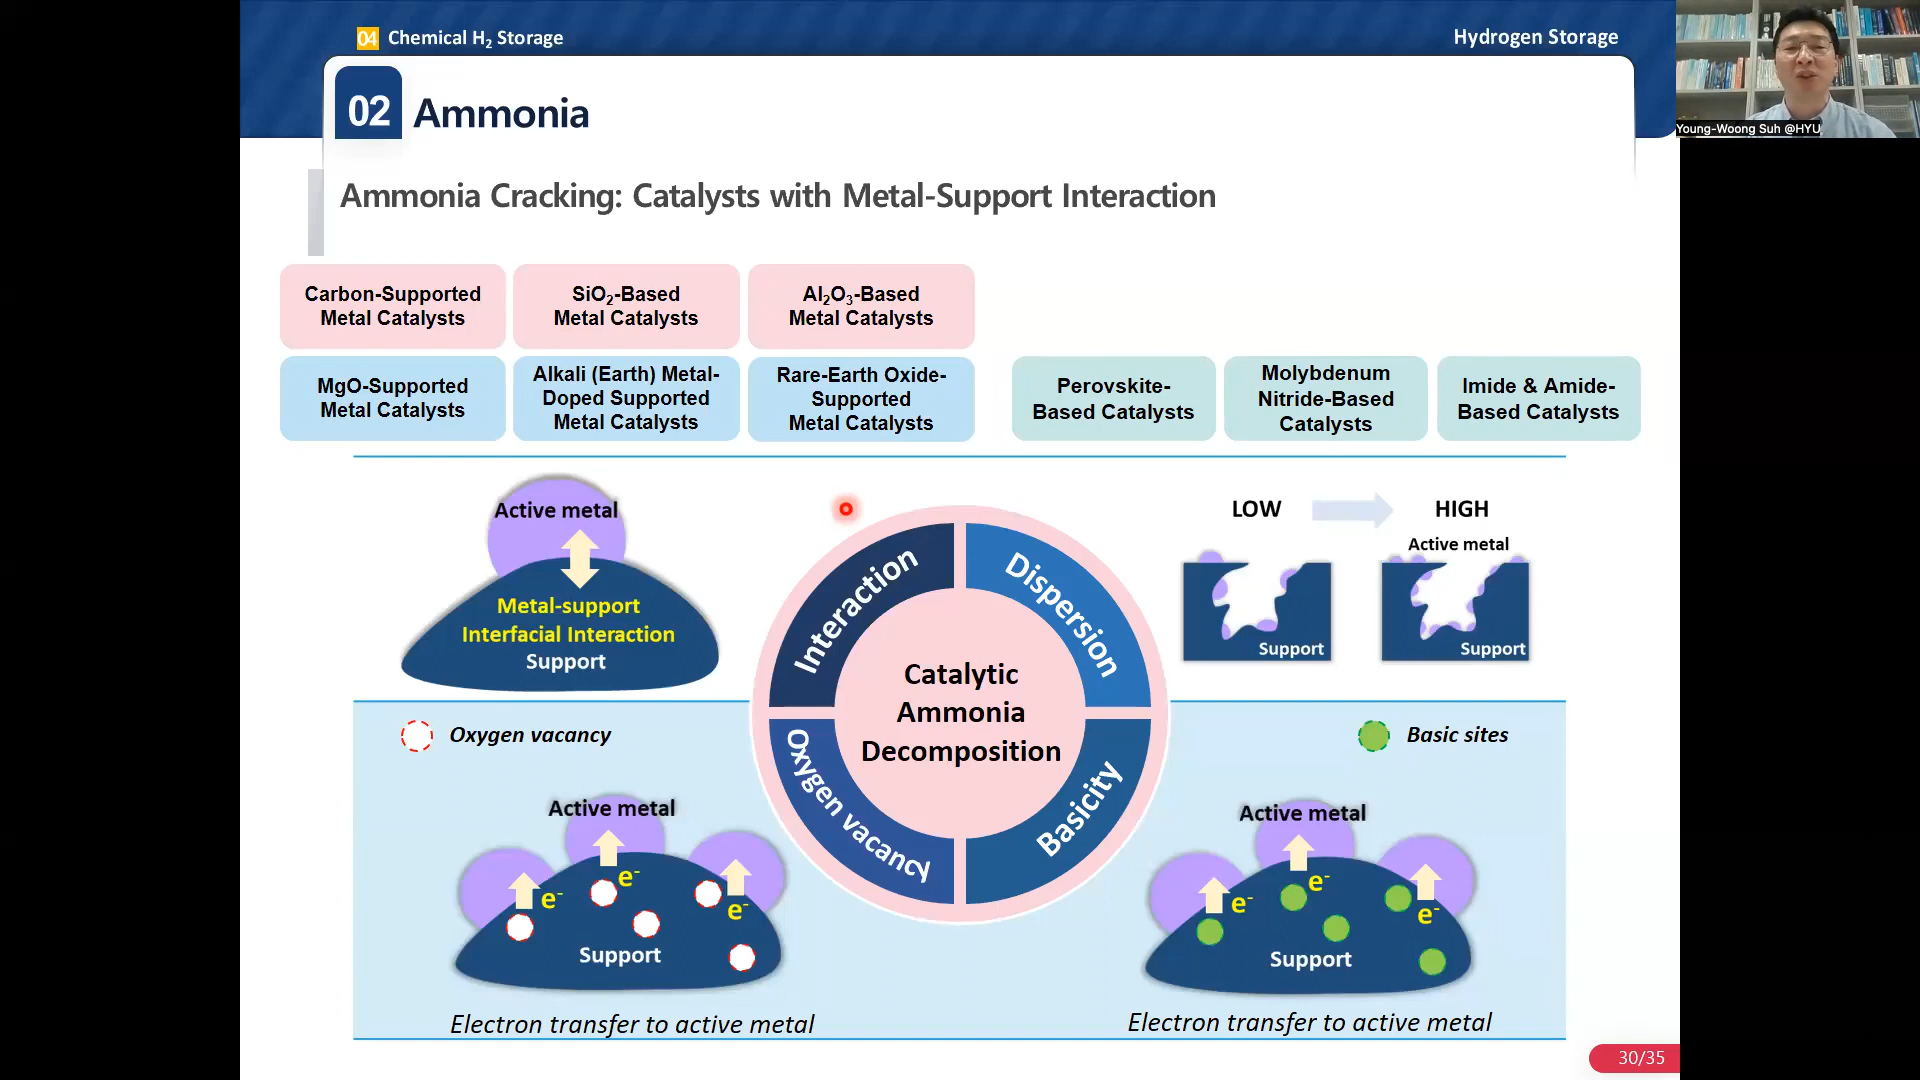 04 Chemical H₂ Storage
Hydrogen Storage
Young-Woong Suh @HYU
02 Ammonia
Ammonia Cracking: Catalysts with Metal-Support Interaction
Carbon-Supported
Metal Catalysts
SiO₂-Based
Metal Catalysts
Al₂O₃-Based
Metal Catalysts
MgO-Supported
Metal Catalysts
Alkali (Earth) Metal-
Doped Supported
Metal Catalysts
Rare-Earth Oxide-
Supported
Metal Catalysts
Perovskite-
Based Catalysts
Molybdenum
Nitride-Based
Catalysts
Imide & Amide-
Based Catalysts
Active metal
Metal-support
Interfacial Interaction
Support
Interaction
Dispersion
Oxygen vacancy
Basicity
Catalytic
Ammonia
Decomposition
LOW
HIGH
Active metal
Support
Support
Oxygen vacancy
Active metal
e⁻
e⁻
e⁻
Support
Electron transfer to active metal
Basic sites
Active metal
e⁻
e⁻
e⁻
Support
Electron transfer to active metal
30/35